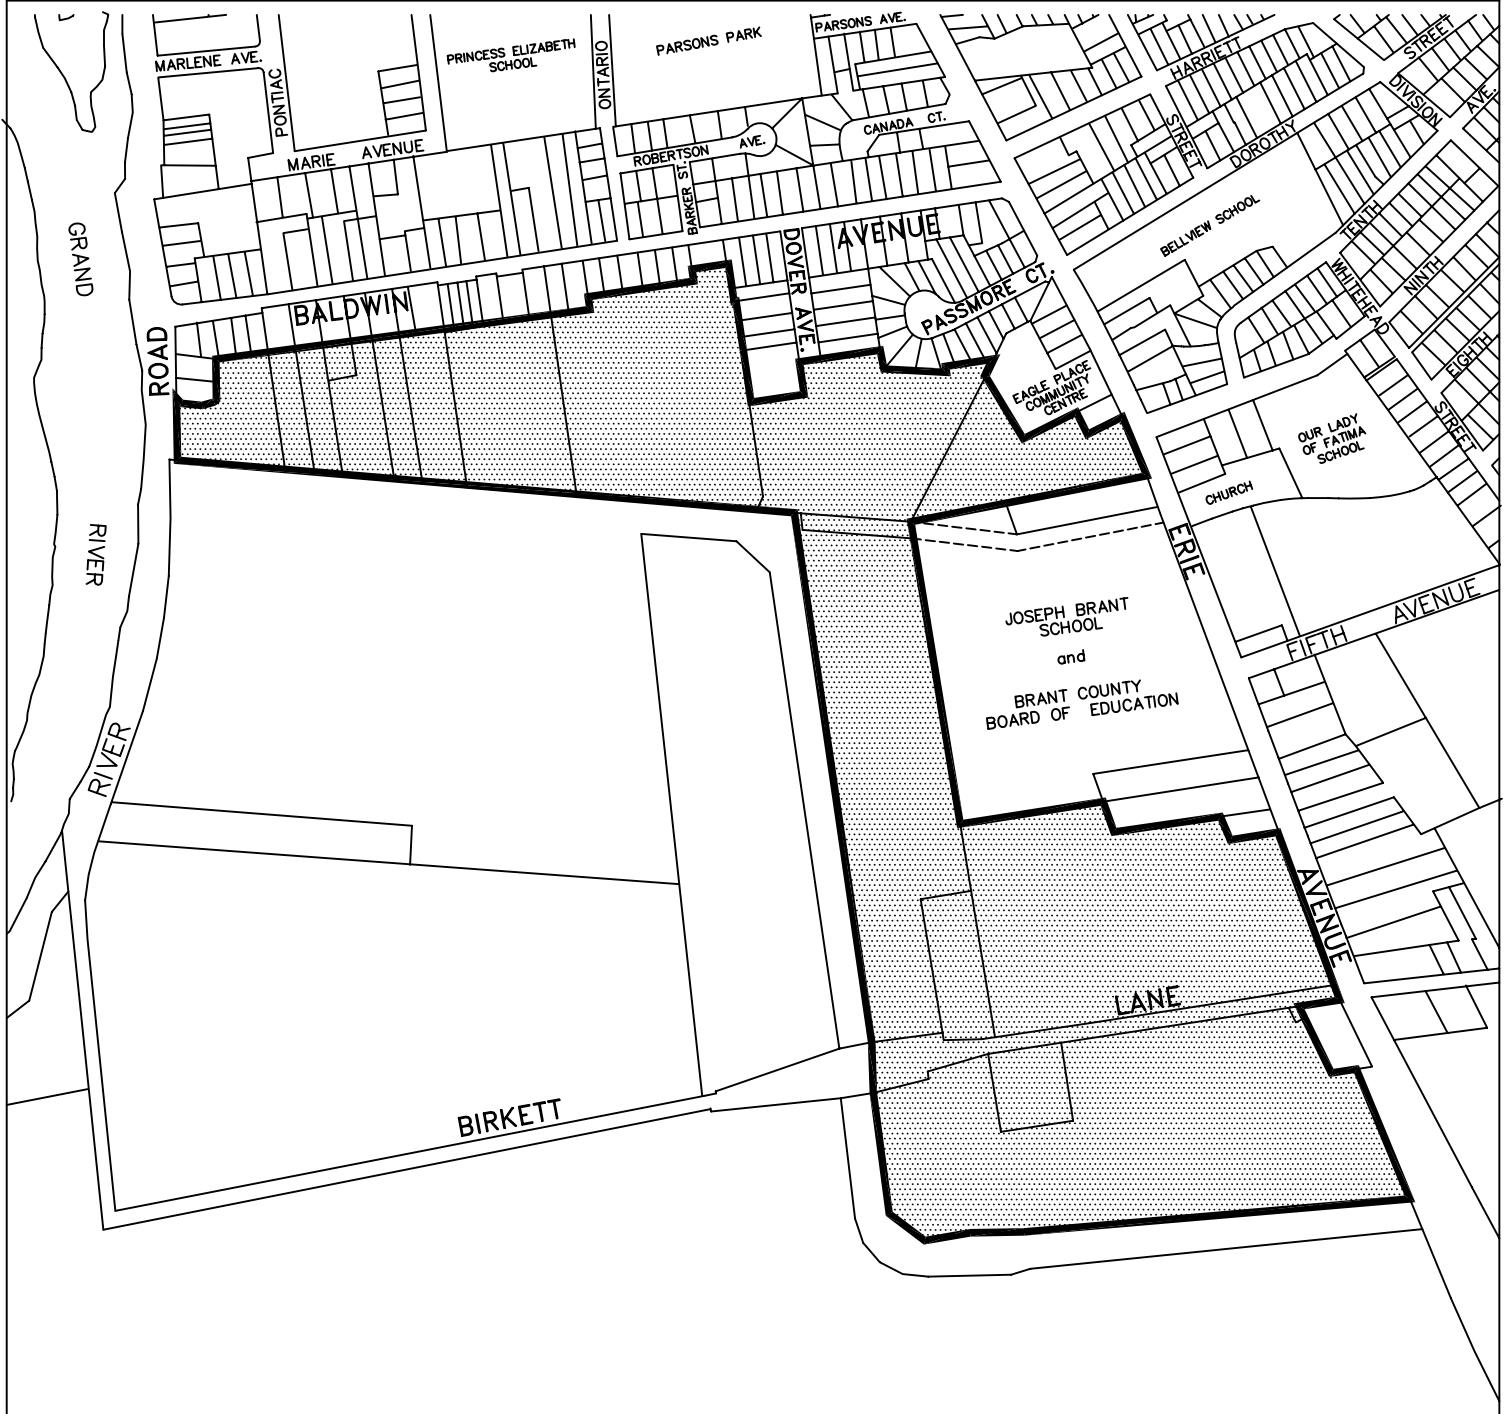 PARSONS AVE.
MARLENE AVE.
PRINCESS ELIZABETH
SCHOOL
PARSONS PARK
ONTARIO
PONTIAC
HARRIETT
STREET
STREET
DIVISION
AVE.
DOROTHY
CANADA CT.
ROBERTSON AVE.
MARIE AVENUE
BARKER ST.
BELLVIEW SCHOOL
TENTH
NINTH
WHITEHEAD
EIGHTH
STREET
GRAND
RIVER
ROAD
RIVER
BALDWIN
AVENUE
DOVER AVE.
PASSMORE CT.
EAGLE PLACE
COMMUNITY
CENTRE
OUR LADY
OF FATIMA
SCHOOL
CHURCH
ERIE
AVENUE
FIFTH AVENUE
JOSEPH BRANT
SCHOOL
and
BRANT COUNTY
BOARD OF EDUCATION
BIRKETT
LANE